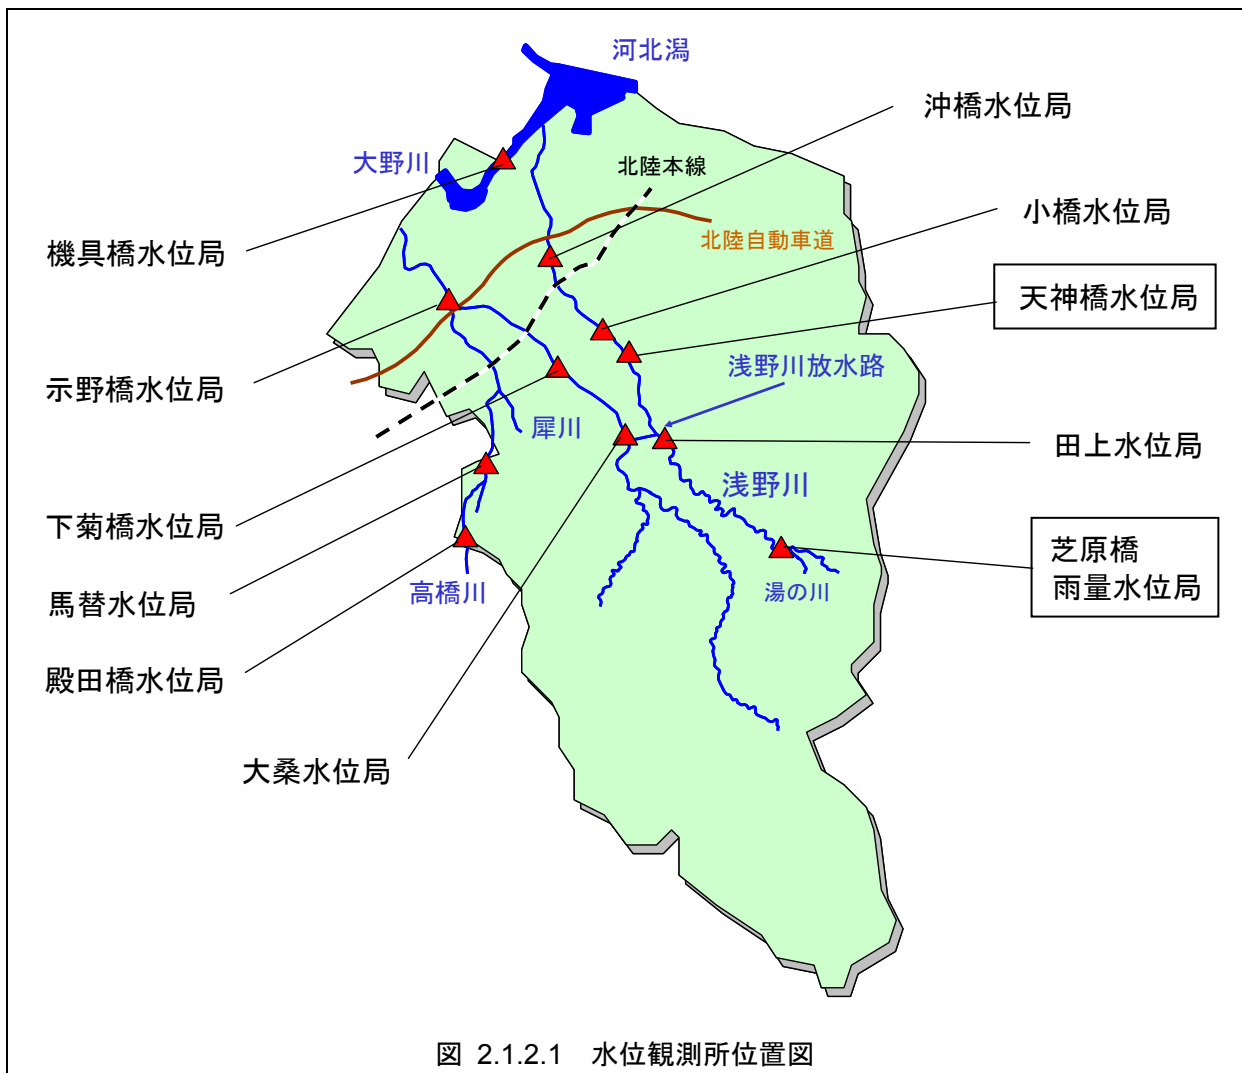 河北潟
沖橋水位局
大野川
北陸本線
小橋水位局
機具橋水位局
北陸自動車道
天神橋水位局
浅野川放水路
示野橋水位局
犀川
田上水位局
浅野川
下菊橋水位局
芝原橋
雨量水位局
馬替水位局
高橋川
湯の川
殿田橋水位局
大桑水位局
図 2.1.2.1 水位観測所位置図